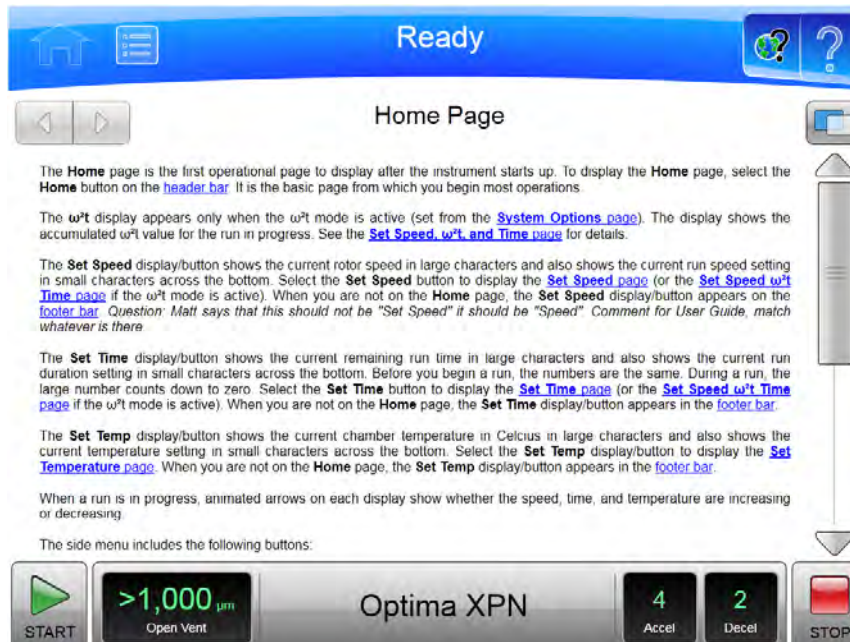 Ready
Home Page
The Home page is the first operational page to display after the instrument starts up. To display the Home page, select the
Home button on the header bar. It is the basic page from which you begin most operations.
The ω²t display appears only when the ω²t mode is active (set from the System Options page). The display shows the
accumulated ω²t value for the run in progress. See the Set Speed, ω²t, and Time page for details.
The Set Speed display/button shows the current rotor speed in large characters and also shows the current run speed setting
in small characters across the bottom. Select the Set Speed button to display the Set Speed page (or the Set Speed ω²t
Time page if the ω²t mode is active). When you are not on the Home page, the Set Speed display/button appears on the
footer bar. Question: Matt says that this should not be "Set Speed" it should be "Speed". Comment for User Guide, match
whatever is there.
The Set Time display/button shows the current remaining run time in large characters and also shows the current run
duration setting in small characters across the bottom. Before you begin a run, the numbers are the same. During a run, the
large number counts down to zero. Select the Set Time button to display the Set Time page (or the Set Speed ω²t Time
page if the ω²t mode is active). When you are not on the Home page, the Set Time display/button appears in the footer bar.
The Set Temp display/button shows the current chamber temperature in Celcius in large characters and also shows the
current temperature setting in small characters across the bottom. Select the Set Temp display/button to display the Set
Temperature page. When you are not on the Home page, the Set Temp display/button appears in the footer bar.
When a run is in progress, animated arrows on each display show whether the speed, time, and temperature are increasing
or decreasing.
The side menu includes the following buttons:
START
>1,000 µm
Open Vent
Optima XPN
4
Accel
2
Decel
STOP